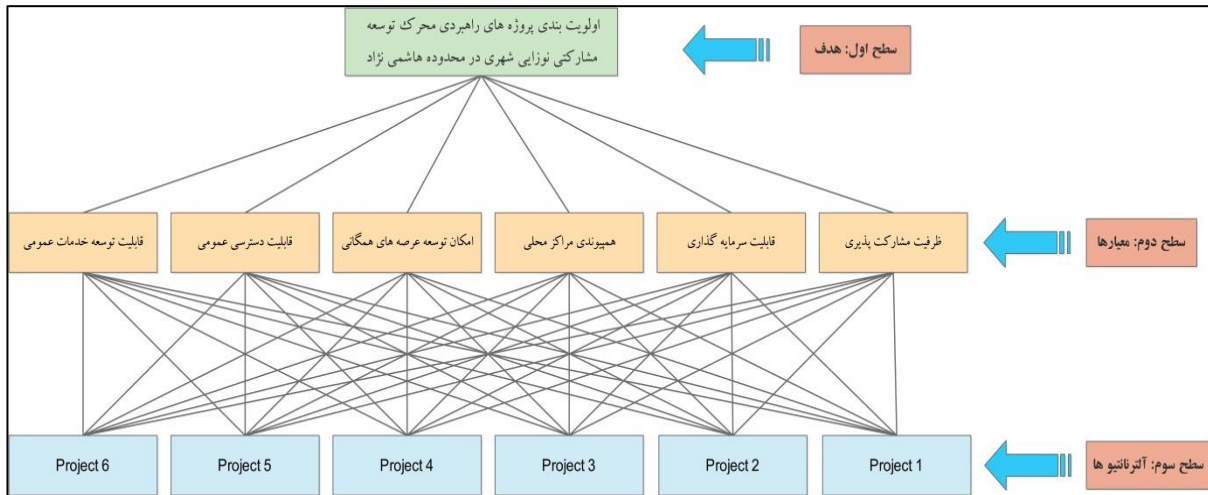 اولویت بندی پروژه های راهبردی محرک توسعه
مشارکتی نوزایی شهری در محدوده هاشمی نژاد
سطح اول: هدف
ظرفیت مشارکت پذیری
قابلیت سرمایه گذاری
همپیوندی مراکز محلی
امکان توسعه عرصه های همگانی
قابلیت دسترسی عمومی
قابلیت توسعه خدمات عمومی
سطح دوم: معیارها
Project 1
Project 2
Project 3
Project 4
Project 5
Project 6
سطح سوم: آلترناتیو ها